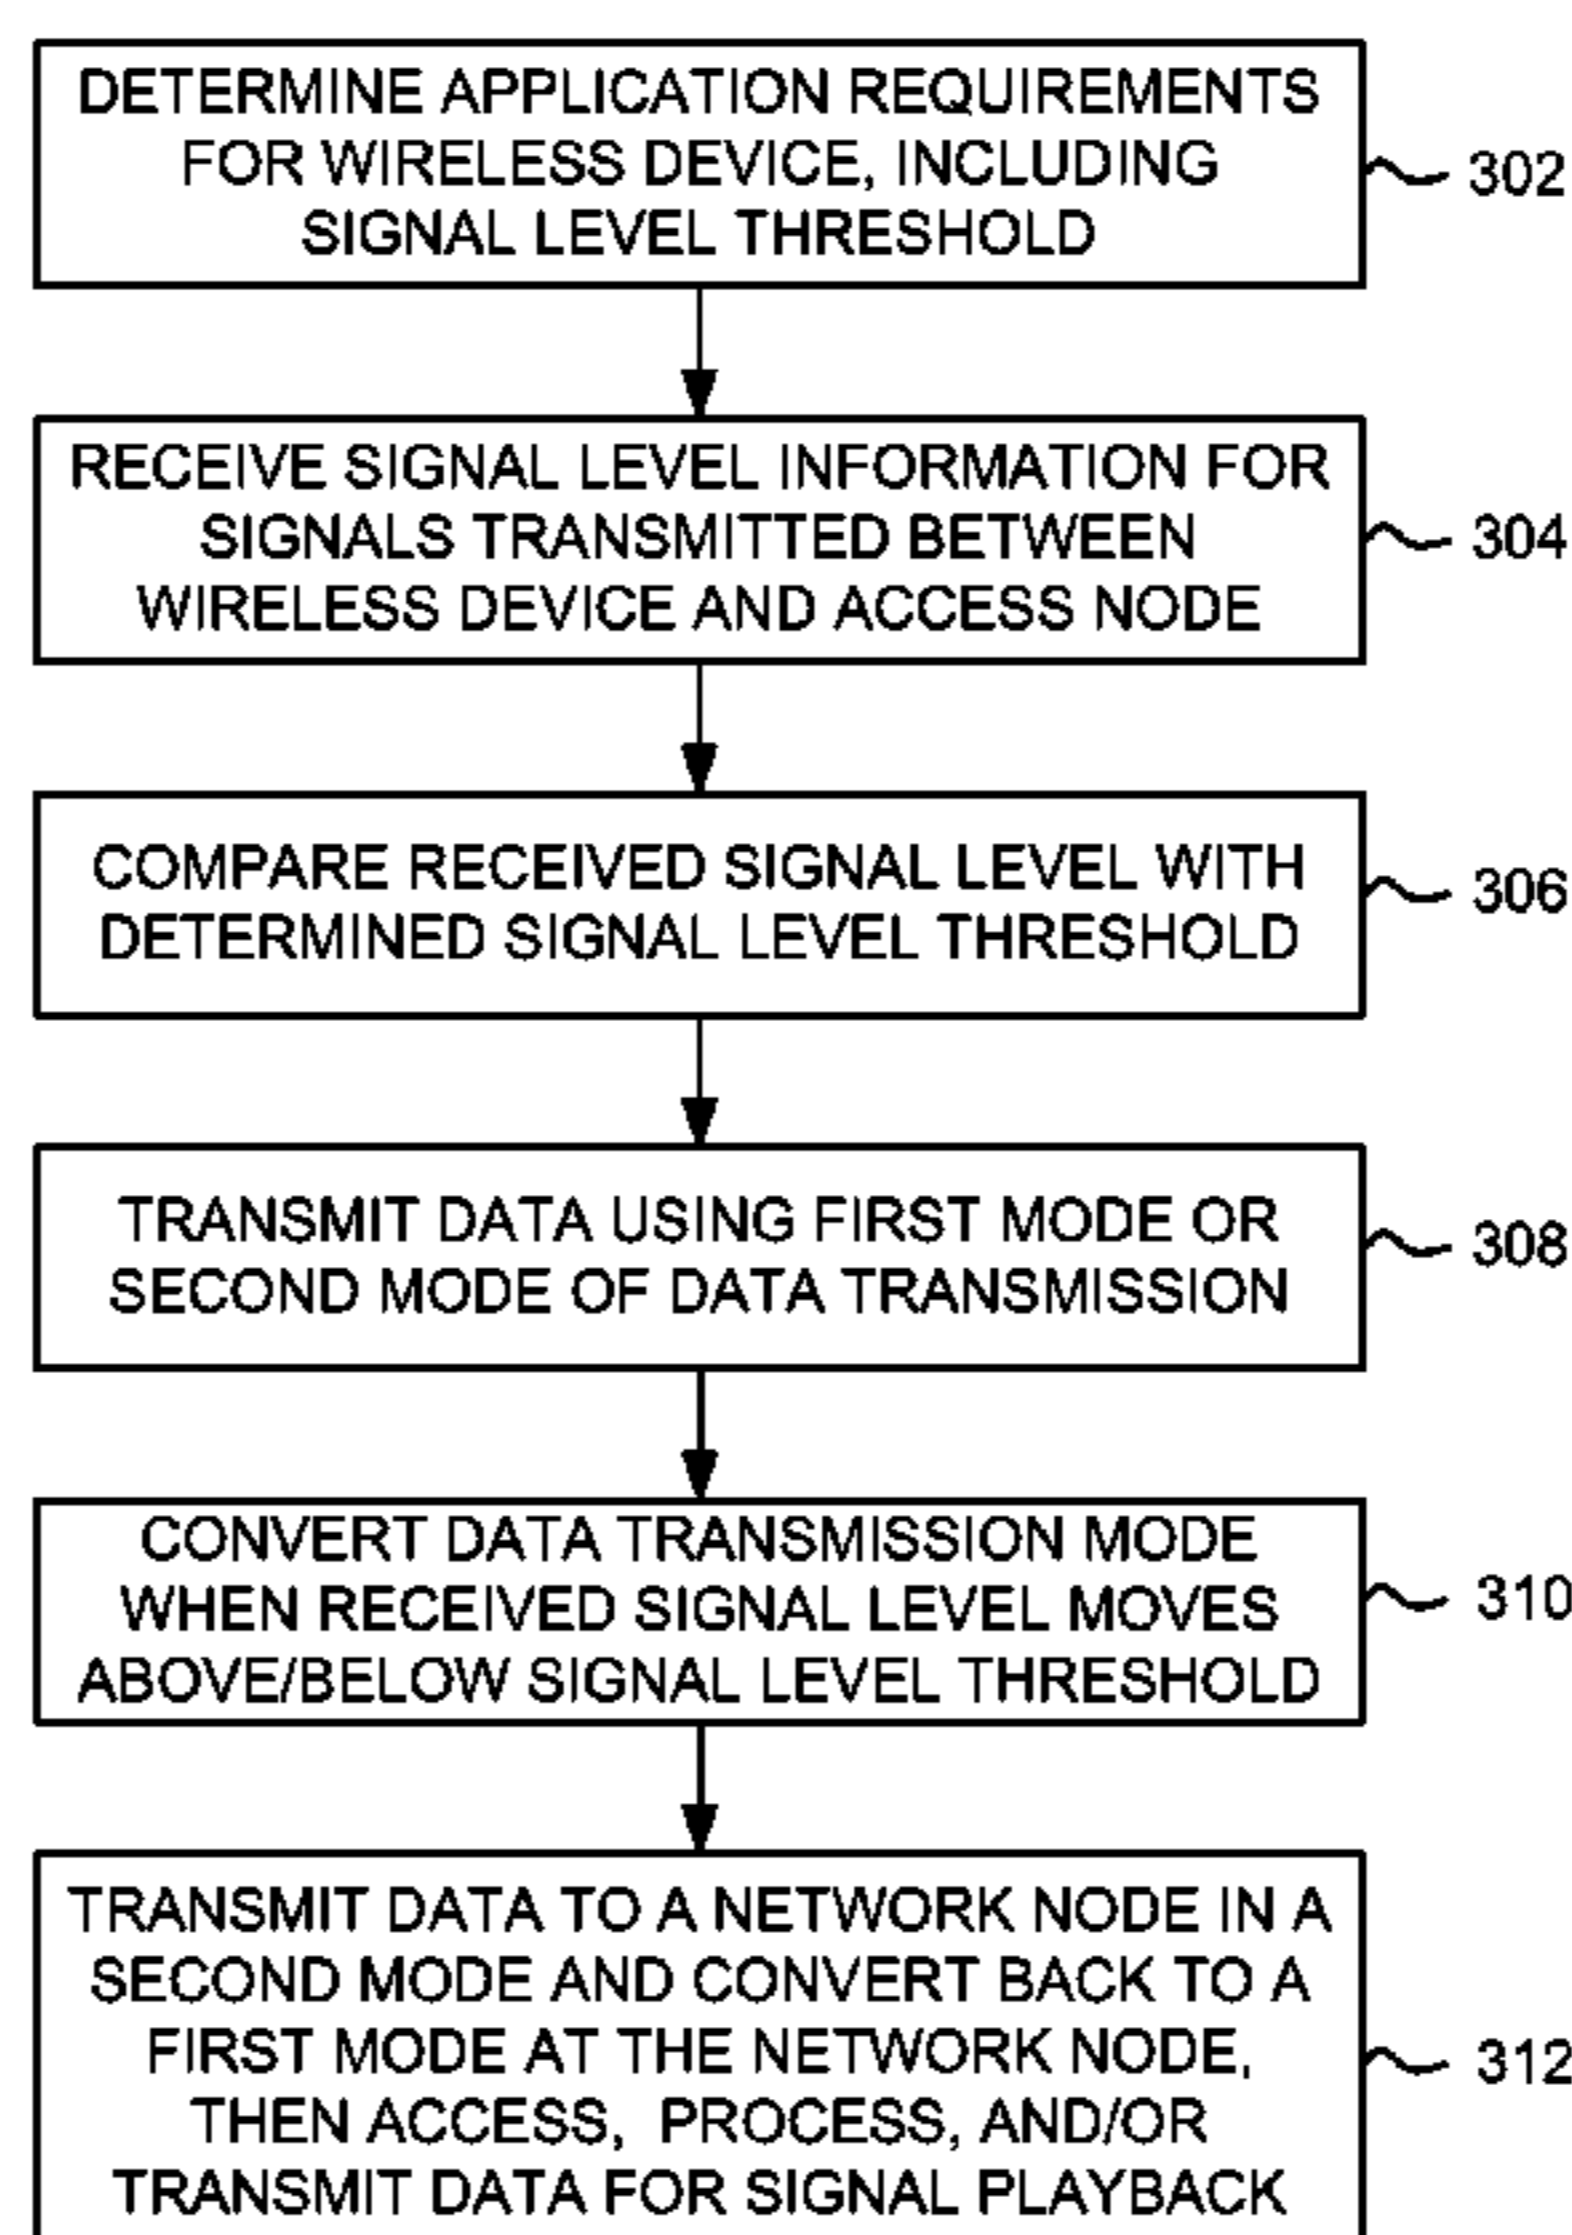 DETERMINE APPLICATION REQUIREMENTS
FOR WIRELESS DEVICE, INCLUDING
SIGNAL LEVEL THRESHOLD
302
RECEIVE SIGNAL LEVEL INFORMATION FOR
SIGNALS TRANSMITTED BETWEEN
WIRELESS DEVICE AND ACCESS NODE
304
COMPARE RECEIVED SIGNAL LEVEL WITH
DETERMINED SIGNAL LEVEL THRESHOLD
306
TRANSMIT DATA USING FIRST MODE OR
SECOND MODE OF DATA TRANSMISSION
308
CONVERT DATA TRANSMISSION MODE
WHEN RECEIVED SIGNAL LEVEL MOVES
ABOVE/BELOW SIGNAL LEVEL THRESHOLD
310
TRANSMIT DATA TO A NETWORK NODE IN A
SECOND MODE AND CONVERT BACK TO A
FIRST MODE AT THE NETWORK NODE,
THEN ACCESS, PROCESS, AND/OR
TRANSMIT DATA FOR SIGNAL PLAYBACK
312